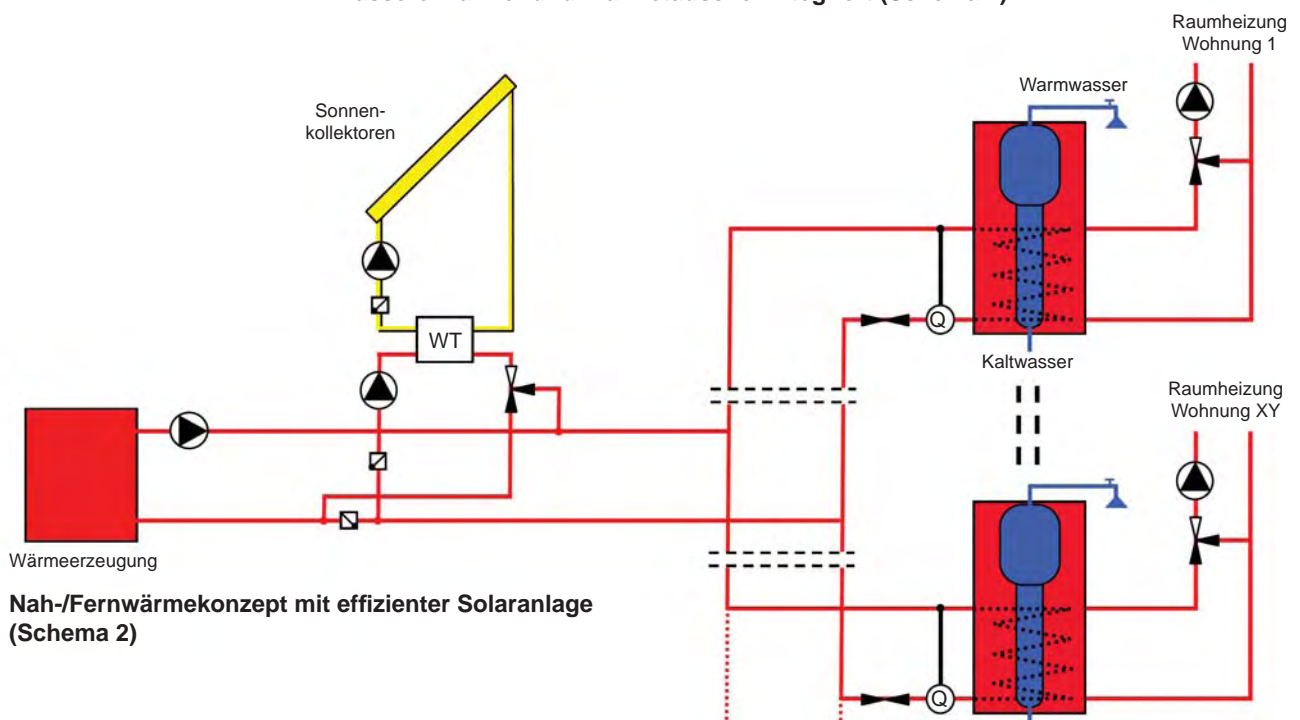 Raumheizung
Wohnung 1
Warmwasser
Sonnen-
kollektoren
WT
Q
Kaltwasser
Raumheizung
Wohnung XY
Wärmeerzeugung
Nah-/Fernwärmekonzept mit effizienter Solaranlage
(Schema 2)
Q